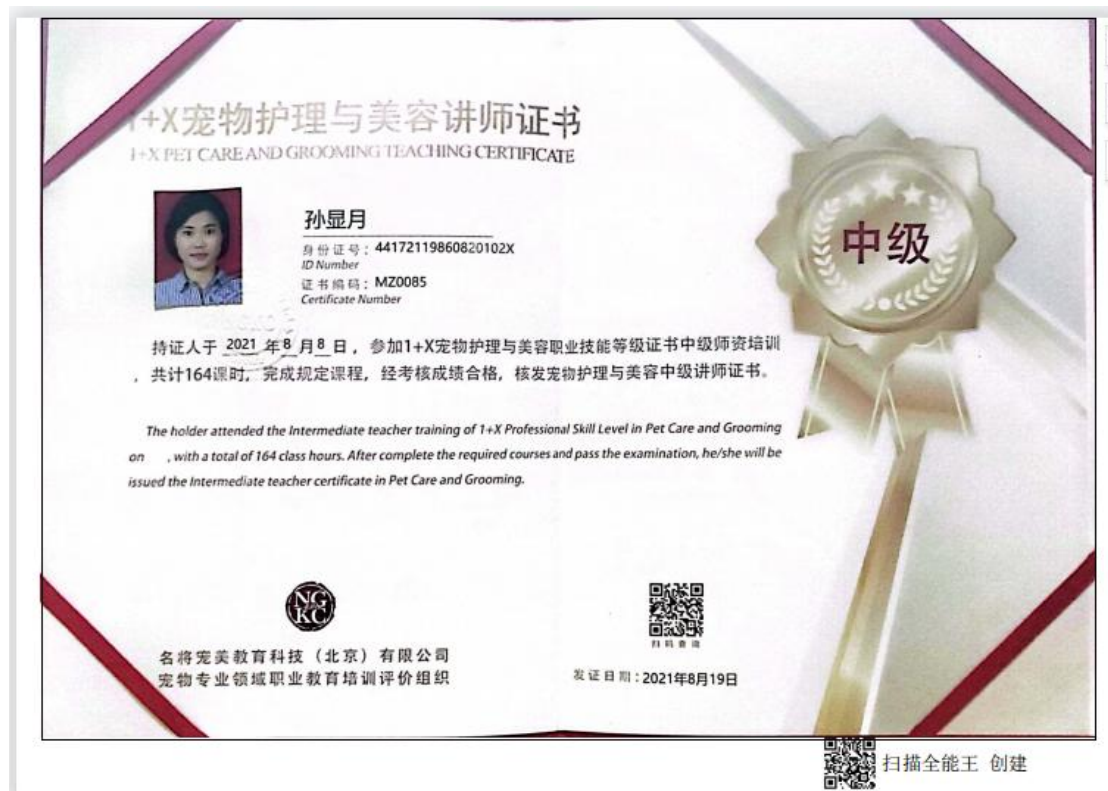 1+X宠物护理与美容讲师证书
1+X PET CARE AND GROOMING TEACHING CERTIFICATE
孙显月
身份证号：44172119860820102X
ID Number
证书编码：MZ0085
Certificate Number
持证人于 2021 年 8 月 8 日，参加1+X宠物护理与美容职业技能等级证书中级师资培训
，共计164课时，完成规定课程，经考核成绩合格，核发宠物护理与美容中级讲师证书。
The holder attended the Intermediate teacher training of 1+X Professional Skill Level in Pet Care and Grooming
on , with a total of 164 class hours. After complete the required courses and pass the examination, he/she will be
issued the Intermediate teacher certificate in Pet Care and Grooming.
中级
NG
KC
名将宠美教育科技（北京）有限公司
宠物专业领域职业教育培训评价组织
扫码查询
发证日期：2021年8月19日
扫描全能王 创建